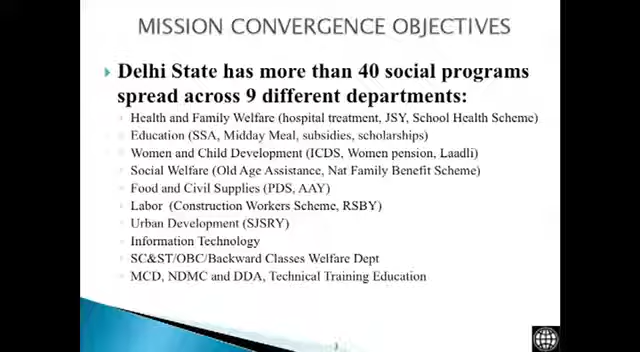 MISSION CONVERGENCE OBJECTIVES
Delhi State has more than 40 social programs
spread across 9 different departments:
Health and Family Welfare (hospital treatment, JSY, School Health Scheme)
Education (SSA, Midday Meal, subsidies, scholarships)
Women and Child Development (ICDS, Women pension, Laadli)
Social Welfare (Old Age Assistance, Nat Family Benefit Scheme)
Food and Civil Supplies (PDS, AAY)
Labor (Construction Workers Scheme, RSBY)
Urban Development (SJSRY)
Information Technology
SC&ST/OBC/Backward Classes Welfare Dept
MCD, NDMC and DDA, Technical Training Education